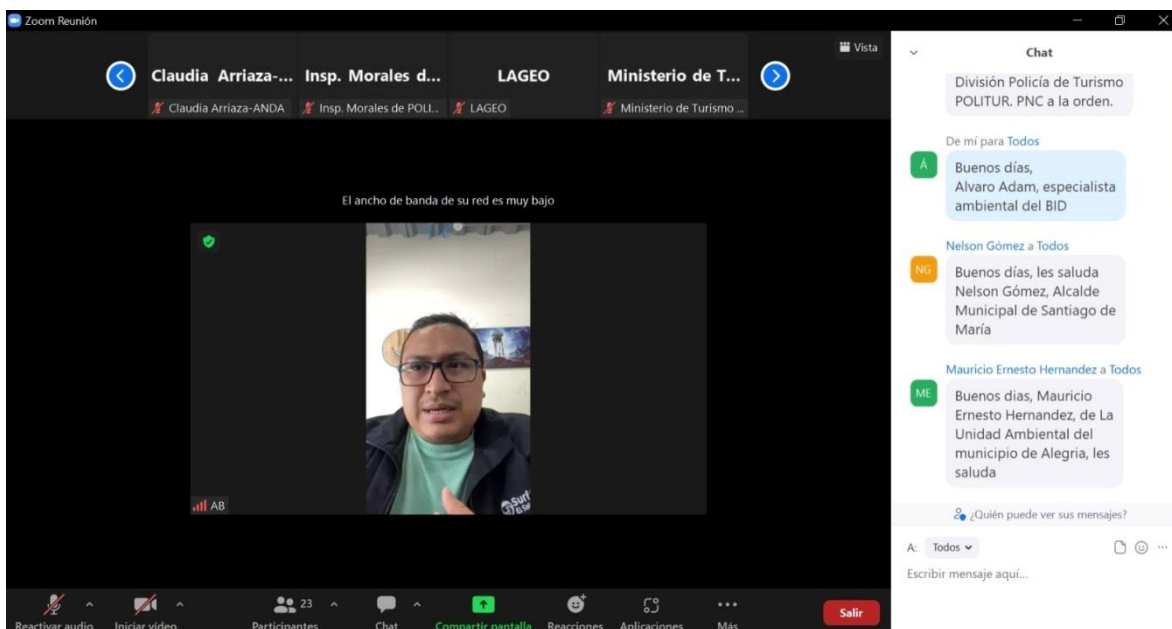 Zoom Reunión
Vista
Claudia Arriaza-... Insp. Morales d... LAGEO Ministerio de T...
Claudia Arriaza-ANDA Insp. Morales de POLI... LAGEO Ministerio de Turismo ...
El ancho de banda de su red es muy bajo
AB
Chat
División Policía de Turismo
POLITUR. PNC a la orden.
De mí para Todos
Á
Buenos días,
Alvaro Adam, especialista
ambiental del BID
Nelson Gómez a Todos
NG
Buenos días, les saluda
Nelson Gómez, Alcalde
Municipal de Santiago de
María
Mauricio Ernesto Hernandez a Todos
ME
Buenos dias, Mauricio
Ernesto Hernandez, de La
Unidad Ambiental del
municipio de Alegria, les
saluda
¿Quién puede ver sus mensajes?
A: Todos
Escribir mensaje aquí...
Reactivar audio Iniciar vídeo 23 Participantes Chat Compartir pantalla Reacciones Aplicaciones Más
Salir